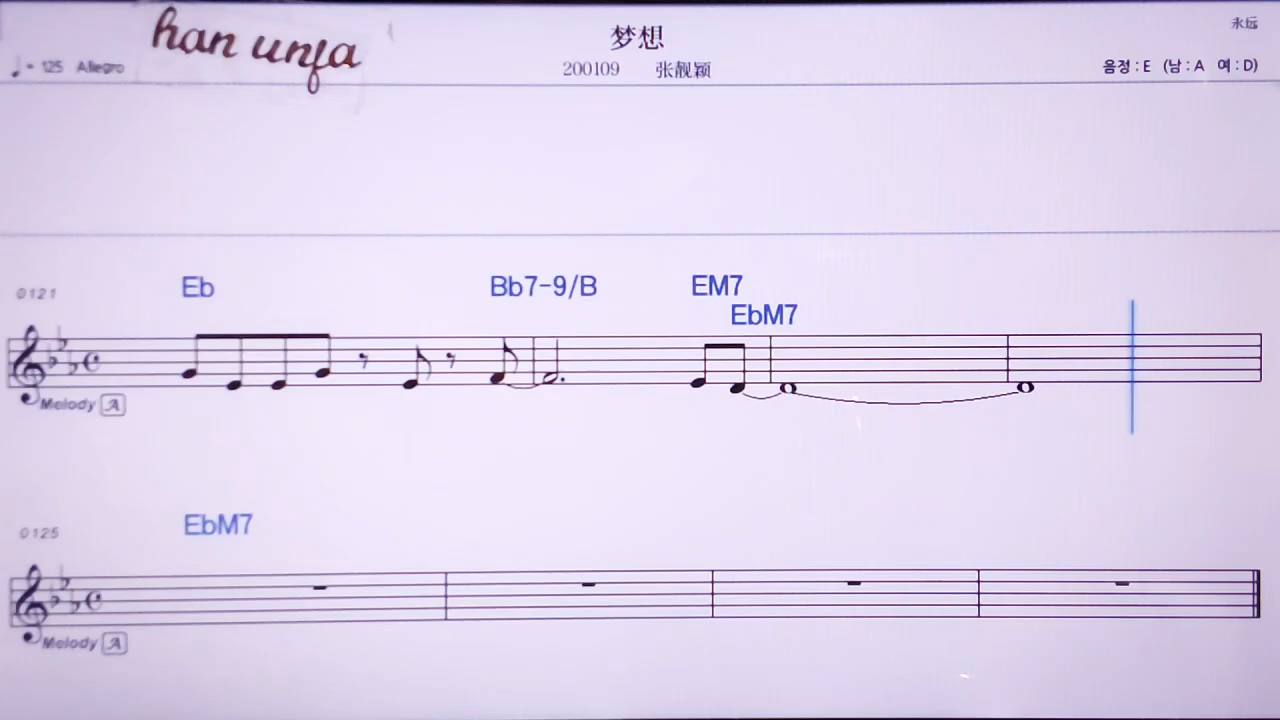 han unfa
梦想
永远
♩= 125 Allegro
200109 张靓颖
음정 : E (남 : A 여 : D)
0121 Eb Bb7-9/B EM7
EbM7
Melody A
0125 EbM7
Melody A